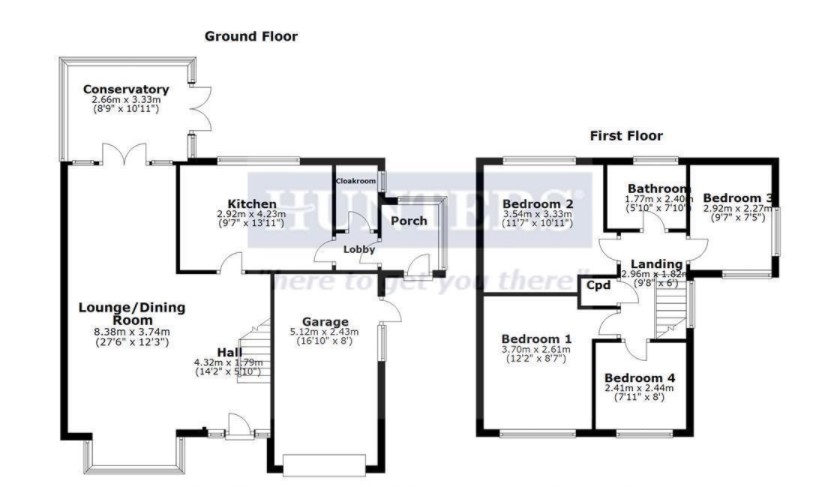 Ground Floor
Conservatory
2.66m x 3.33m
(8'9" x 10'11")
Kitchen
2.92m x 4.23m
(9'7" x 13'11")
Cloakroom
Porch
Lobby
Lounge/Dining
Room
8.38m x 3.74m
(27'6" x 12'3")
Hall
4.32m x 1.79m
(14'2" x 5'10")
Garage
5.12m x 2.43m
(16'10" x 8')
First Floor
Bedroom 2
3.54m x 3.33m
(11'7" x 10'11")
Bathroom
1.77m x 2.40m
(5'10" x 7'10")
Bedroom 3
2.92m x 2.27m
(9'7" x 7'5")
Landing
2.96m x 1.82m
(9'8" x 6')
Cpd
Bedroom 1
3.70m x 2.61m
(12'2" x 8'7")
Bedroom 4
2.41m x 2.44m
(7'11" x 8')
HUNTERS
"here to get you there"